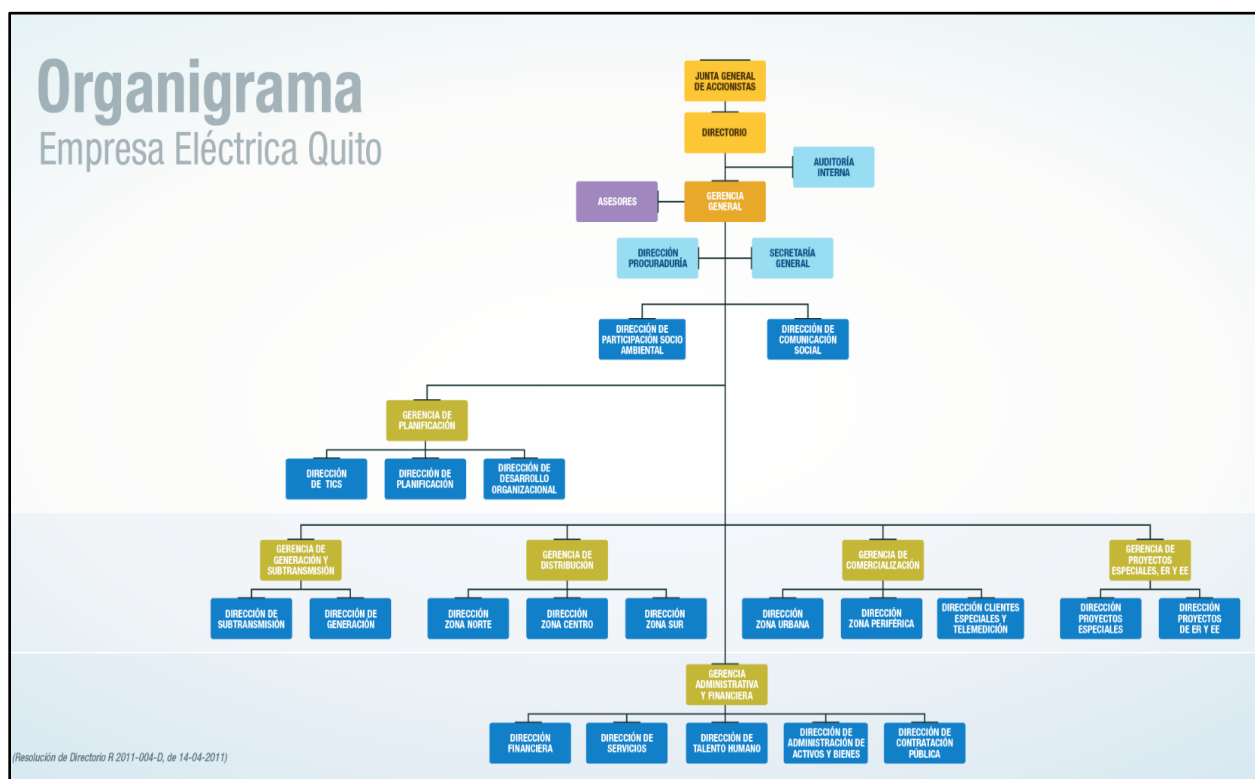 Organigrama
Empresa Eléctrica Quito
JUNTA GENERAL
DE ACCIONISTAS
DIRECTORIO
AUDITORÍA
INTERNA
ASESORES
GERENCIA
GENERAL
DIRECCIÓN
PROCURADURÍA
SECRETARÍA
GENERAL
DIRECCIÓN DE
PARTICIPACIÓN SOCIO
AMBIENTAL
DIRECCIÓN DE
COMUNICACIÓN
SOCIAL
GERENCIA DE
PLANIFICACIÓN
DIRECCIÓN
DE TICS
DIRECCIÓN DE
PLANIFICACIÓN
DIRECCIÓN DE
DESARROLLO
ORGANIZACIONAL
GERENCIA DE
GENERACIÓN Y
SUBTRANSMISIÓN
GERENCIA DE
DISTRIBUCIÓN
GERENCIA DE
COMERCIALIZACIÓN
GERENCIA DE
PROYECTOS
ESPECIALES, ER Y EE
DIRECCIÓN DE
SUBTRANSMISIÓN
DIRECCIÓN DE
GENERACIÓN
DIRECCIÓN
ZONA NORTE
DIRECCIÓN
ZONA CENTRO
DIRECCIÓN
ZONA SUR
DIRECCIÓN
ZONA URBANA
DIRECCIÓN
ZONA PERIFÉRICA
DIRECCIÓN CLIENTES
ESPECIALES Y
TELEMEDICIÓN
DIRECCIÓN
PROYECTOS
ESPECIALES
DIRECCIÓN
PROYECTOS
DE ER Y EE
GERENCIA
ADMINISTRATIVA
Y FINANCIERA
DIRECCIÓN
FINANCIERA
DIRECCIÓN DE
SERVICIOS
DIRECCIÓN DE
TALENTO HUMANO
DIRECCIÓN DE
ADMINISTRACIÓN DE
ACTIVOS Y BIENES
DIRECCIÓN DE
CONTRATACIÓN
PÚBLICA
(Resolución de Directorio R 2011-004-D, de 14-04-2011)